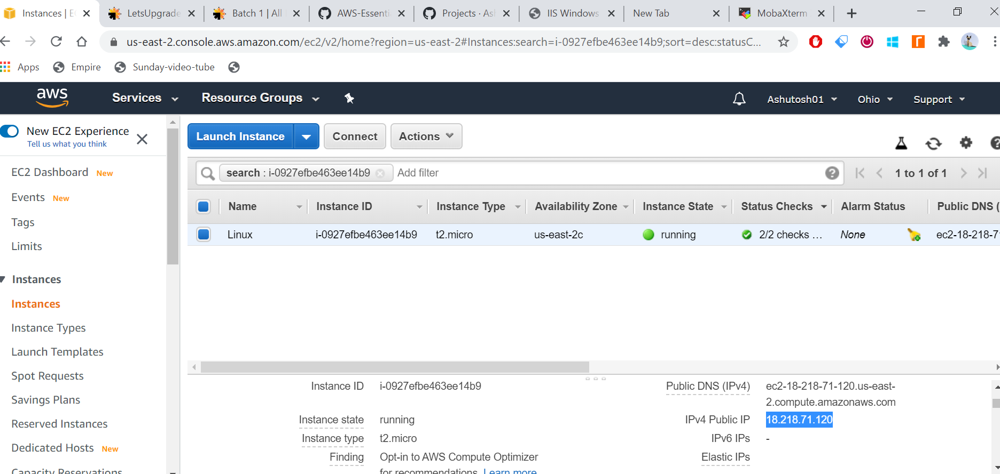 Instances | E
LetsUpgrade
Batch 1 | All
AWS-Essenti
Projects · As
IIS Windows
New Tab
MobaXterm
us-east-2.console.aws.amazon.com/ec2/v2/home?region=us-east-2#Instances:search=i-0927efbe463ee14b9;sort=desc:statusC...
Apps
Empire
Sunday-video-tube
aws
Services
Resource Groups
Ashutosh01
Ohio
Support
New EC2 Experience
Tell us what you think
EC2 Dashboard New
Events New
Tags
Limits
Instances
Instances
Instance Types
Launch Templates
Spot Requests
Savings Plans
Reserved Instances
Dedicated Hosts New
Capacity Reservations
Launch Instance
Connect
Actions
search : i-0927efbe463ee14b9
Add filter
1 to 1 of 1
Name Instance ID Instance Type Availability Zone Instance State Status Checks Alarm Status Public DNS (
Linux i-0927efbe463ee14b9 t2.micro us-east-2c running 2/2 checks ... None ec2-18-218-7
Instance ID i-0927efbe463ee14b9
Instance state running
Instance type t2.micro
Finding Opt-in to AWS Compute Optimizer
for recommendations. Learn more
Public DNS (IPv4) ec2-18-218-71-120.us-east-
2.compute.amazonaws.com
IPv4 Public IP 18.218.71.120
IPv6 IPs -
Elastic IPs